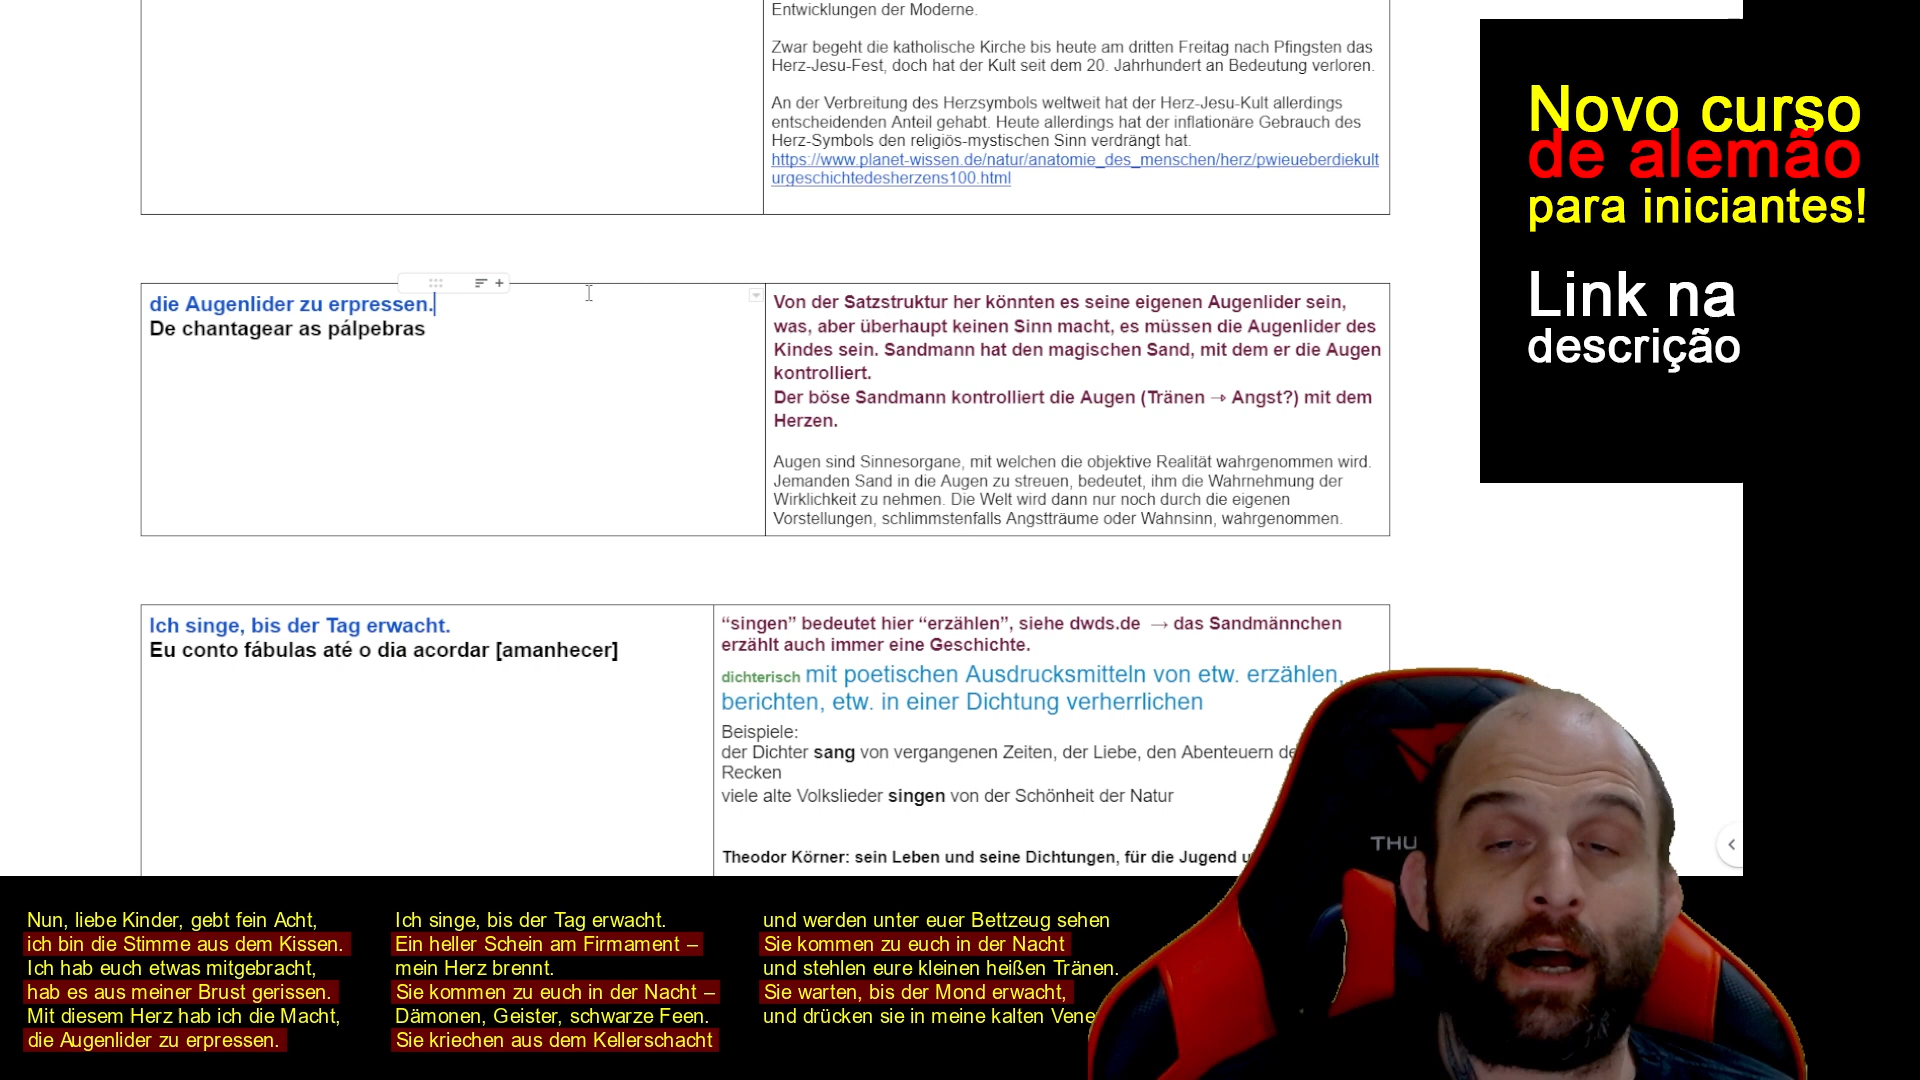 Entwicklungen der Moderne.
Zwar begeht die katholische Kirche bis heute am dritten Freitag nach Pfingsten das
Herz-Jesu-Fest, doch hat der Kult seit dem 20. Jahrhundert an Bedeutung verloren.
An der Verbreitung des Herzsymbols weltweit hat der Herz-Jesu-Kult allerdings
entscheidenden Anteil gehabt. Heute allerdings hat der inflationäre Gebrauch des
Herz-Symbols den religiös-mystischen Sinn verdrängt hat.
https://www.planet-wissen.de/natur/anatomie_des_menschen/herz/pwieueberdiekult
urgeschichtedesherzens100.html
die Augenlider zu erpressen.
De chantagear as pálpebras
Von der Satzstruktur her könnten es seine eigenen Augenlider sein,
was, aber überhaupt keinen Sinn macht, es müssen die Augenlider des
Kindes sein. Sandmann hat den magischen Sand, mit dem er die Augen
kontrolliert.
Der böse Sandmann kontrolliert die Augen (Tränen → Angst?) mit dem
Herzen.
Augen sind Sinnesorgane, mit welchen die objektive Realität wahrgenommen wird.
Jemanden Sand in die Augen zu streuen, bedeutet, ihm die Wahrnehmung der
Wirklichkeit zu nehmen. Die Welt wird dann nur noch durch die eigenen
Vorstellungen, schlimmstenfalls Angstträume oder Wahnsinn, wahrgenommen.
Ich singe, bis der Tag erwacht.
Eu conto fábulas até o dia acordar [amanhecer]
“singen” bedeutet hier “erzählen”, siehe dwds.de → das Sandmännchen
erzählt auch immer eine Geschichte.
dichterisch mit poetischen Ausdrucksmitteln von etw. erzählen,
berichten, etw. in einer Dichtung verherrlichen
Beispiele:
der Dichter sang von vergangenen Zeiten, der Liebe, den Abenteuern
Recken
viele alte Volkslieder singen von der Schönheit der Natur
Theodor Körner: sein Leben und seine Dichtungen, für die Jugend
Novo curso
de alemão
para iniciantes!
Link na
descrição
THU
Nun, liebe Kinder, gebt fein Acht,
ich bin die Stimme aus dem Kissen.
Ich hab euch etwas mitgebracht,
hab es aus meiner Brust gerissen.
Mit diesem Herz hab ich die Macht,
die Augenlider zu erpressen.
Ich singe, bis der Tag erwacht.
Ein heller Schein am Firmament –
mein Herz brennt.
Sie kommen zu euch in der Nacht –
Dämonen, Geister, schwarze Feen.
Sie kriechen aus dem Kellerschacht
und werden unter euer Bettzeug sehen
Sie kommen zu euch in der Nacht
und stehlen eure kleinen heißen Tränen.
Sie warten, bis der Mond erwacht,
und drücken sie in meine kalten Vene